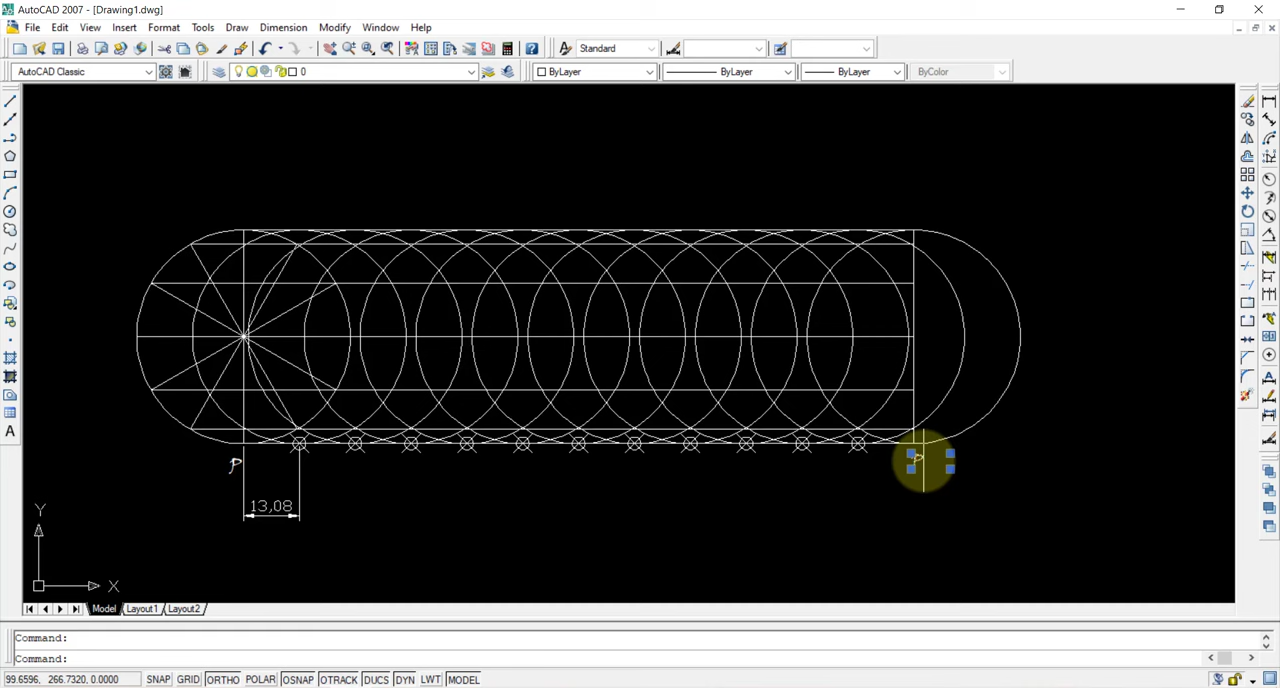 AutoCAD 2007 - [Drawing1.dwg]
File Edit View Insert Format Tools Draw Dimension Modify Window Help
Standard
AutoCAD Classic 0 ByLayer ByLayer ByLayer ByColor
P P
13,08
Y
X
Model Layout1 Layout2
Command:
Command:
99.6596, 266.7320, 0.0000 SNAP GRID ORTHO POLAR OSNAP OTRACK DUCS DYN LWT MODEL